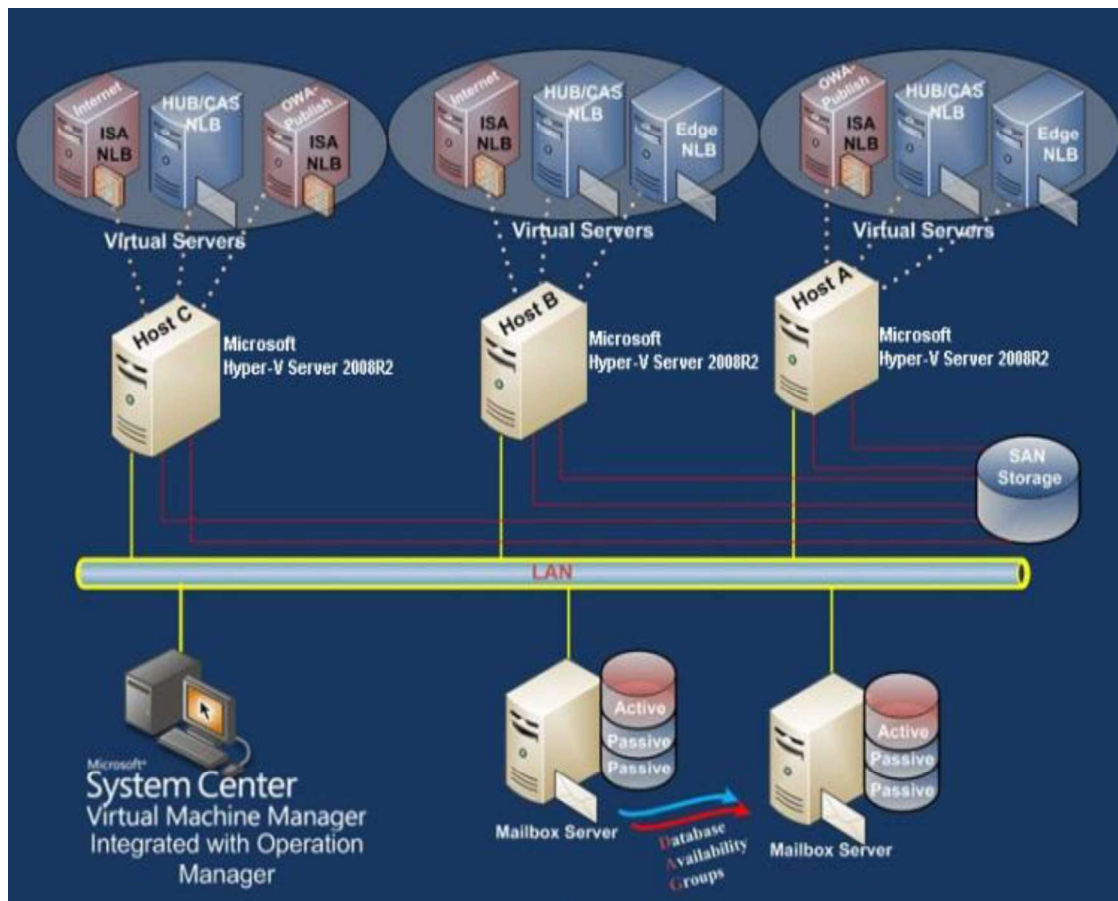 Internet
ISA
NLB
HUB/CAS
NLB
OWA-
Publish
ISA
NLB
Virtual Servers
Internet
ISA
NLB
HUB/CAS
NLB
Edge
NLB
Virtual Servers
OWA-
Publish
ISA
NLB
HUB/CAS
NLB
Edge
NLB
Virtual Servers
Host C
Microsoft
Hyper-V Server 2008R2
Host B
Microsoft
Hyper-V Server 2008R2
Host A
Microsoft
Hyper-V Server 2008R2
SAN
Storage
LAN
Microsoft
System Center
Virtual Machine Manager
Integrated with Operation
Manager
Active
Passive
Passive
Mailbox Server
Database
Availability
Groups
Active
Passive
Passive
Mailbox Server